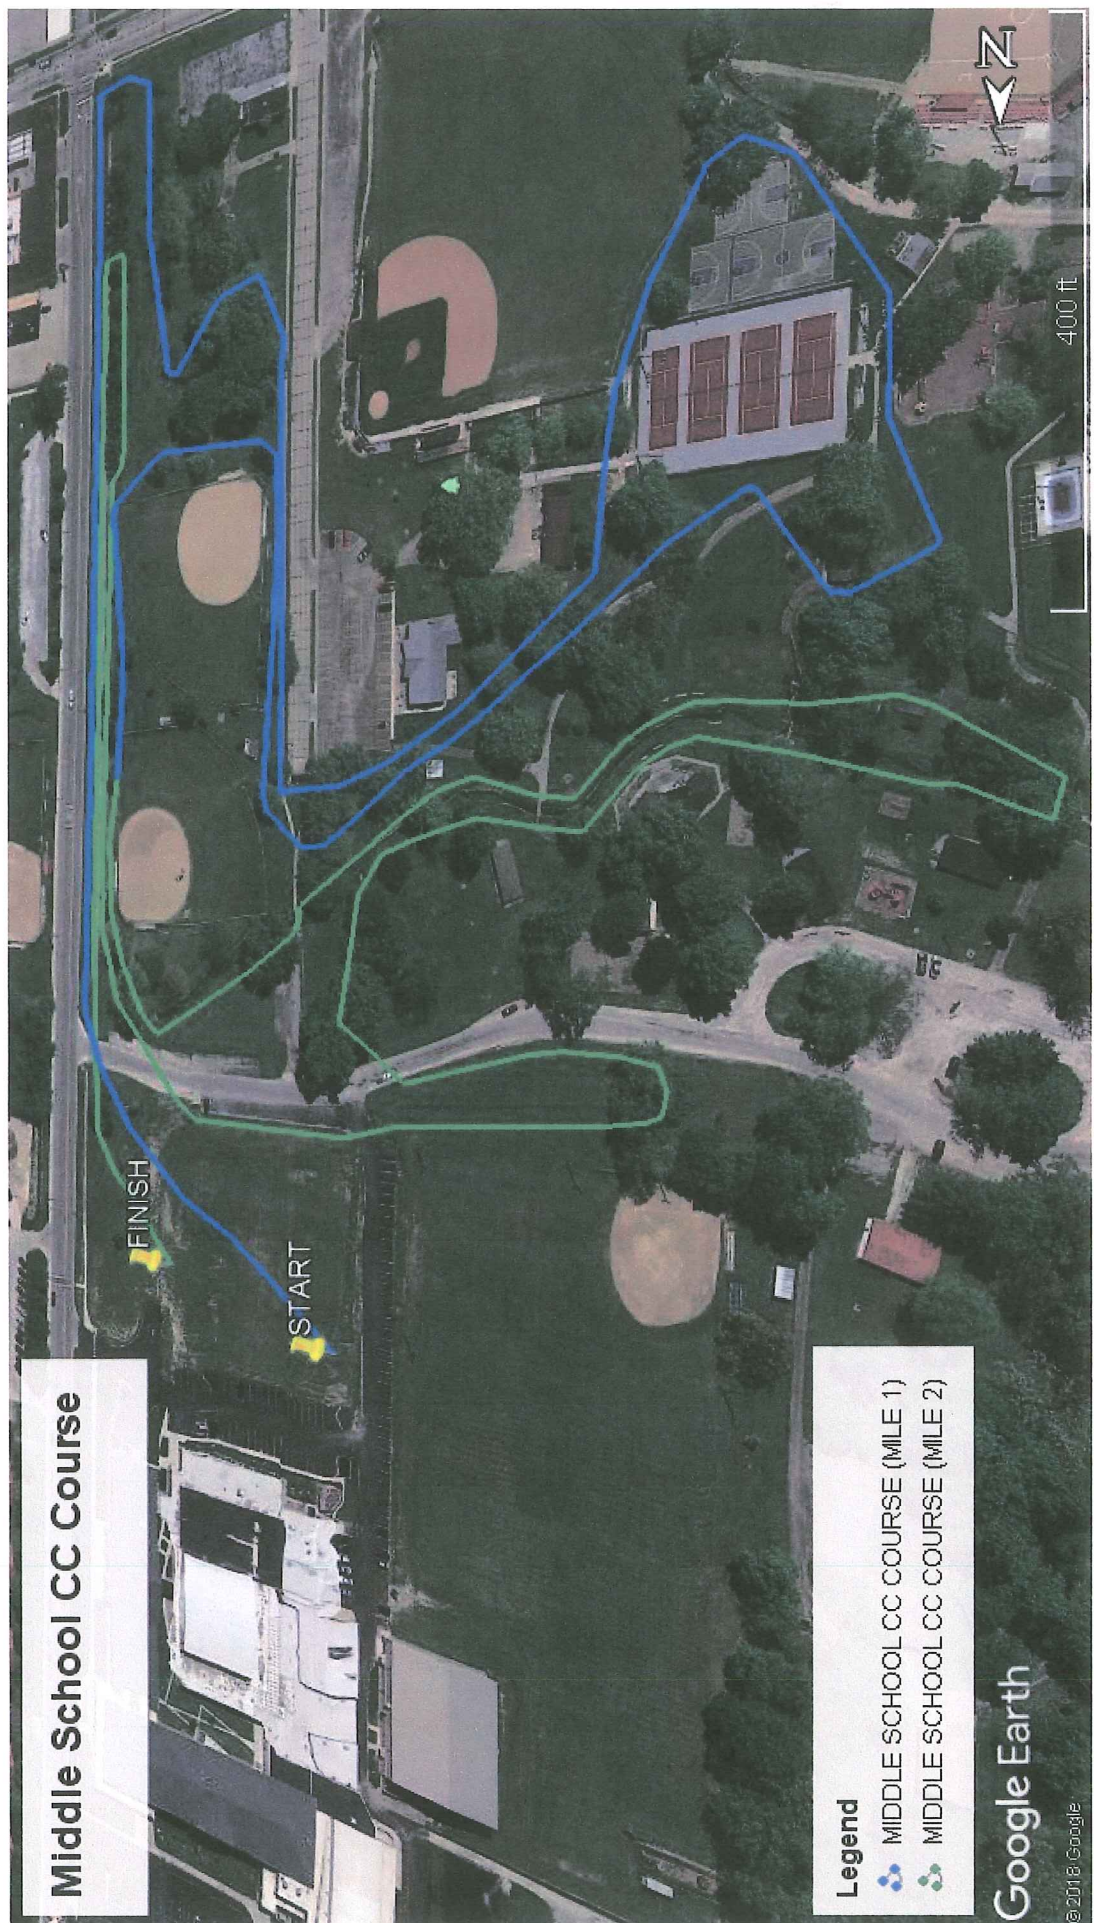 Middle School CC Course
FINISH
START
N
400 ft
Legend
MIDDLE SCHOOL CC COURSE (MILE 1)
MIDDLE SCHOOL CC COURSE (MILE 2)
Google Earth
© 2018 Google